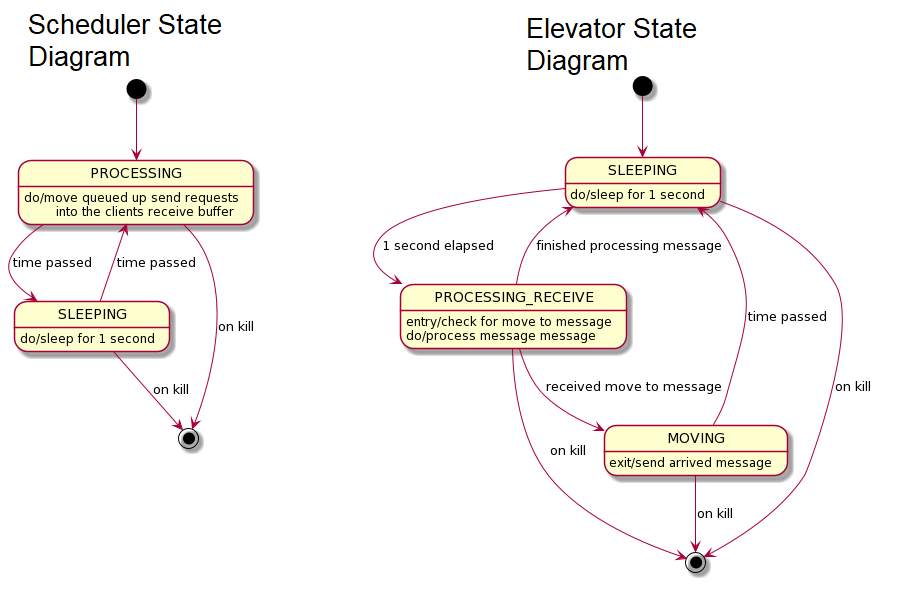 Scheduler State
Diagram
PROCESSING
do/move queued up send requests
into the clients receive buffer
time passed
time passed
SLEEPING
do/sleep for 1 second
on kill
on kill
Elevator State
Diagram
SLEEPING
do/sleep for 1 second
1 second elapsed
finished processing message
PROCESSING_RECEIVE
entry/check for move to message
do/process message message
time passed
received move to message
on kill
on kill
MOVING
exit/send arrived message
on kill